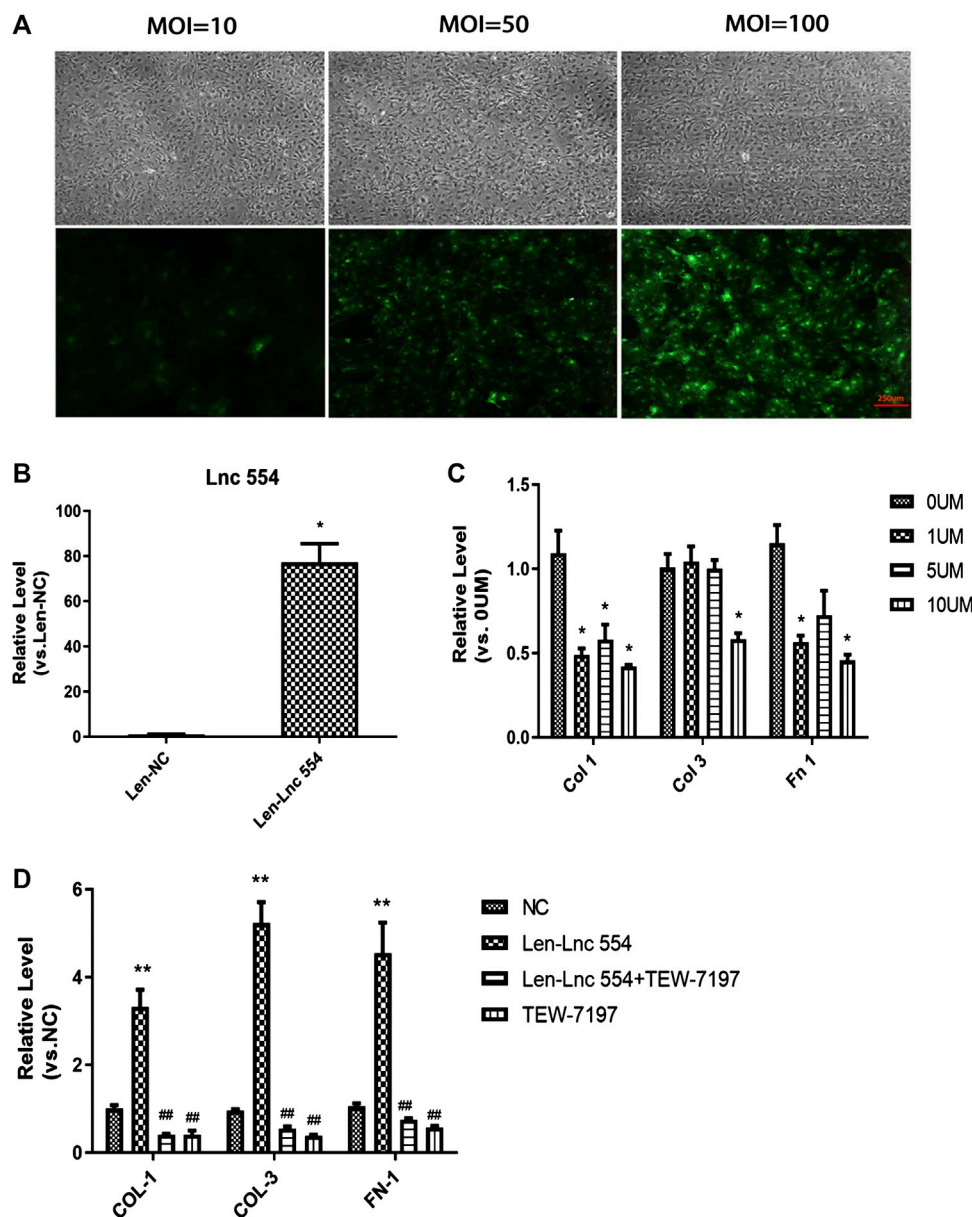 A
MOI=10
MOI=50
MOI=100
250um
B
Lnc 554
Relative Level
(vs.Len-NC)
100
80
60
40
20
0
*
Len-NC
Len-Lnc 554
C
Relative Level
(vs. 0UM)
1.5
1.0
0.5
0.0
* * * * * *
Col 1
Col 3
Fn 1
0UM
1UM
5UM
10UM
D
Relative Level
(vs.NC)
6
4
2
0
** ** **
## ## ## ## ## ##
COL-1
COL-3
FN-1
NC
Len-Lnc 554
Len-Lnc 554+TEW-7197
TEW-7197